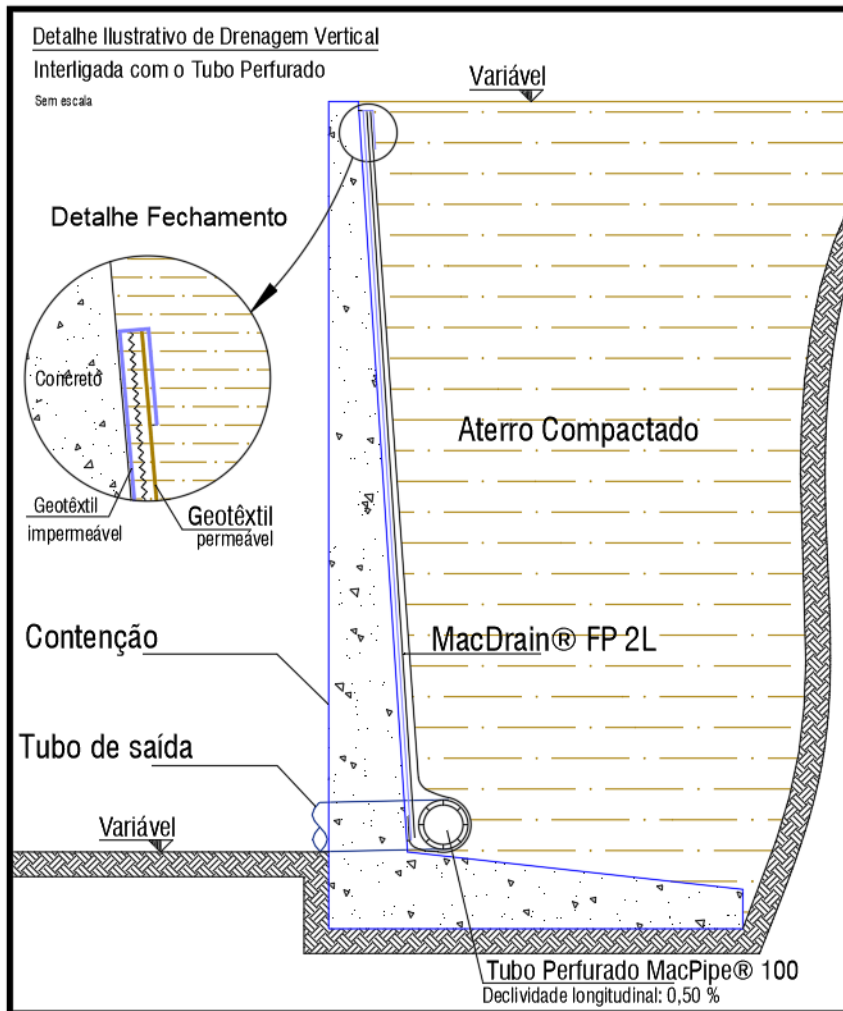 Detalhe Ilustrativo de Drenagem Vertical
Interligada com o Tubo Perfurado
Sem escala
Variável
Detalhe Fechamento
Concreto
Geotêxtil
impermeável
Geotêxtil
permeável
Aterro Compactado
Contenção
MacDrain® FP 2L
Tubo de saída
Variável
Tubo Perfurado MacPipe® 100
Declividade longitudinal: 0,50 %